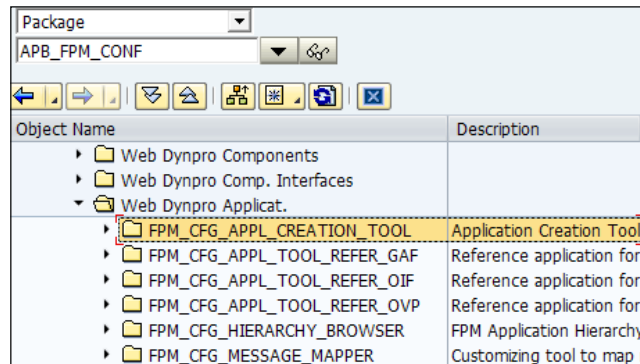 Package
APB_FPM_CONF
Object Name Description
Web Dynpro Components
Web Dynpro Comp. Interfaces
Web Dynpro Applicat.
FPM_CFG_APPL_CREATION_TOOL Application Creation Tool
FPM_CFG_APPL_TOOL_REFER_GAF Reference application for
FPM_CFG_APPL_TOOL_REFER_OIF Reference application for
FPM_CFG_APPL_TOOL_REFER_OVP Reference application for
FPM_CFG_HIERARCHY_BROWSER FPM Application Hierarchy
FPM_CFG_MESSAGE_MAPPER Customizing tool to map